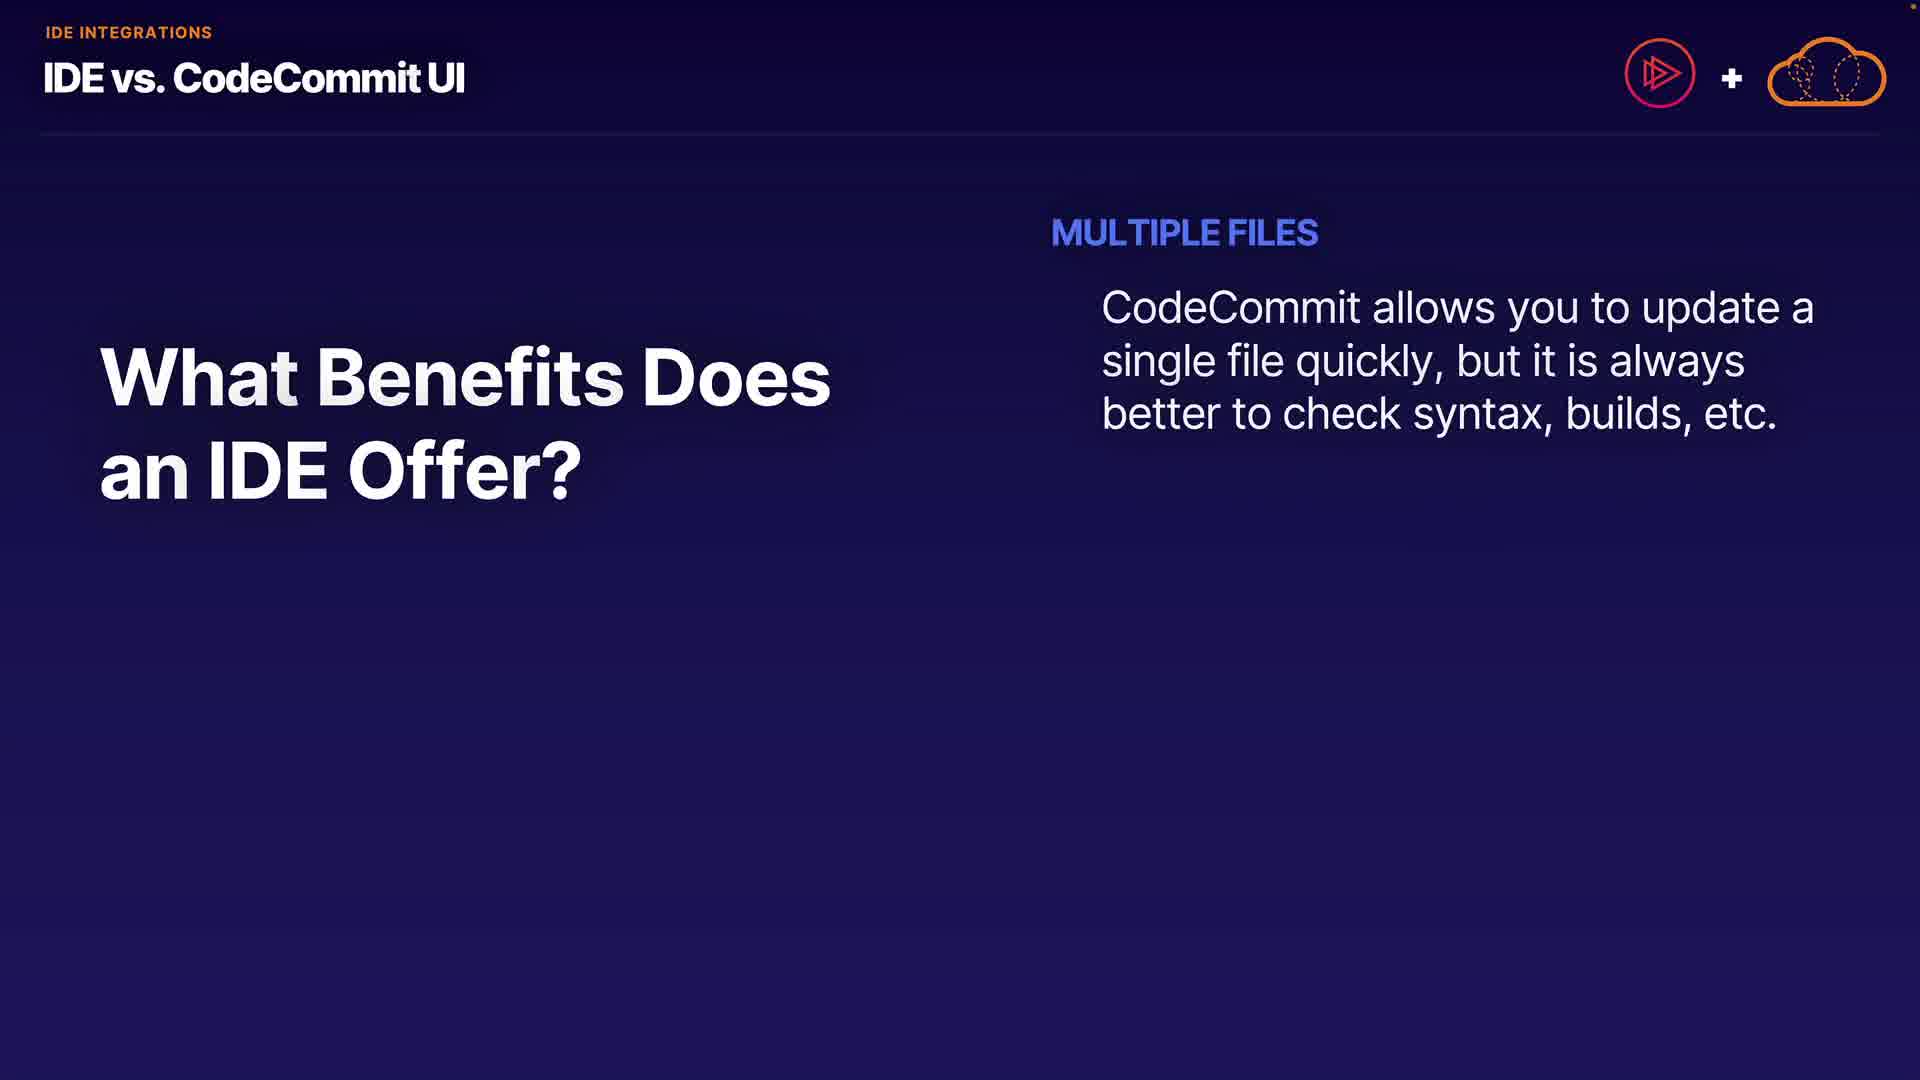 IDE INTEGRATIONS
IDE vs. CodeCommit UI
What Benefits Does
an IDE Offer?
MULTIPLE FILES
CodeCommit allows you to update a
single file quickly, but it is always
better to check syntax, builds, etc.